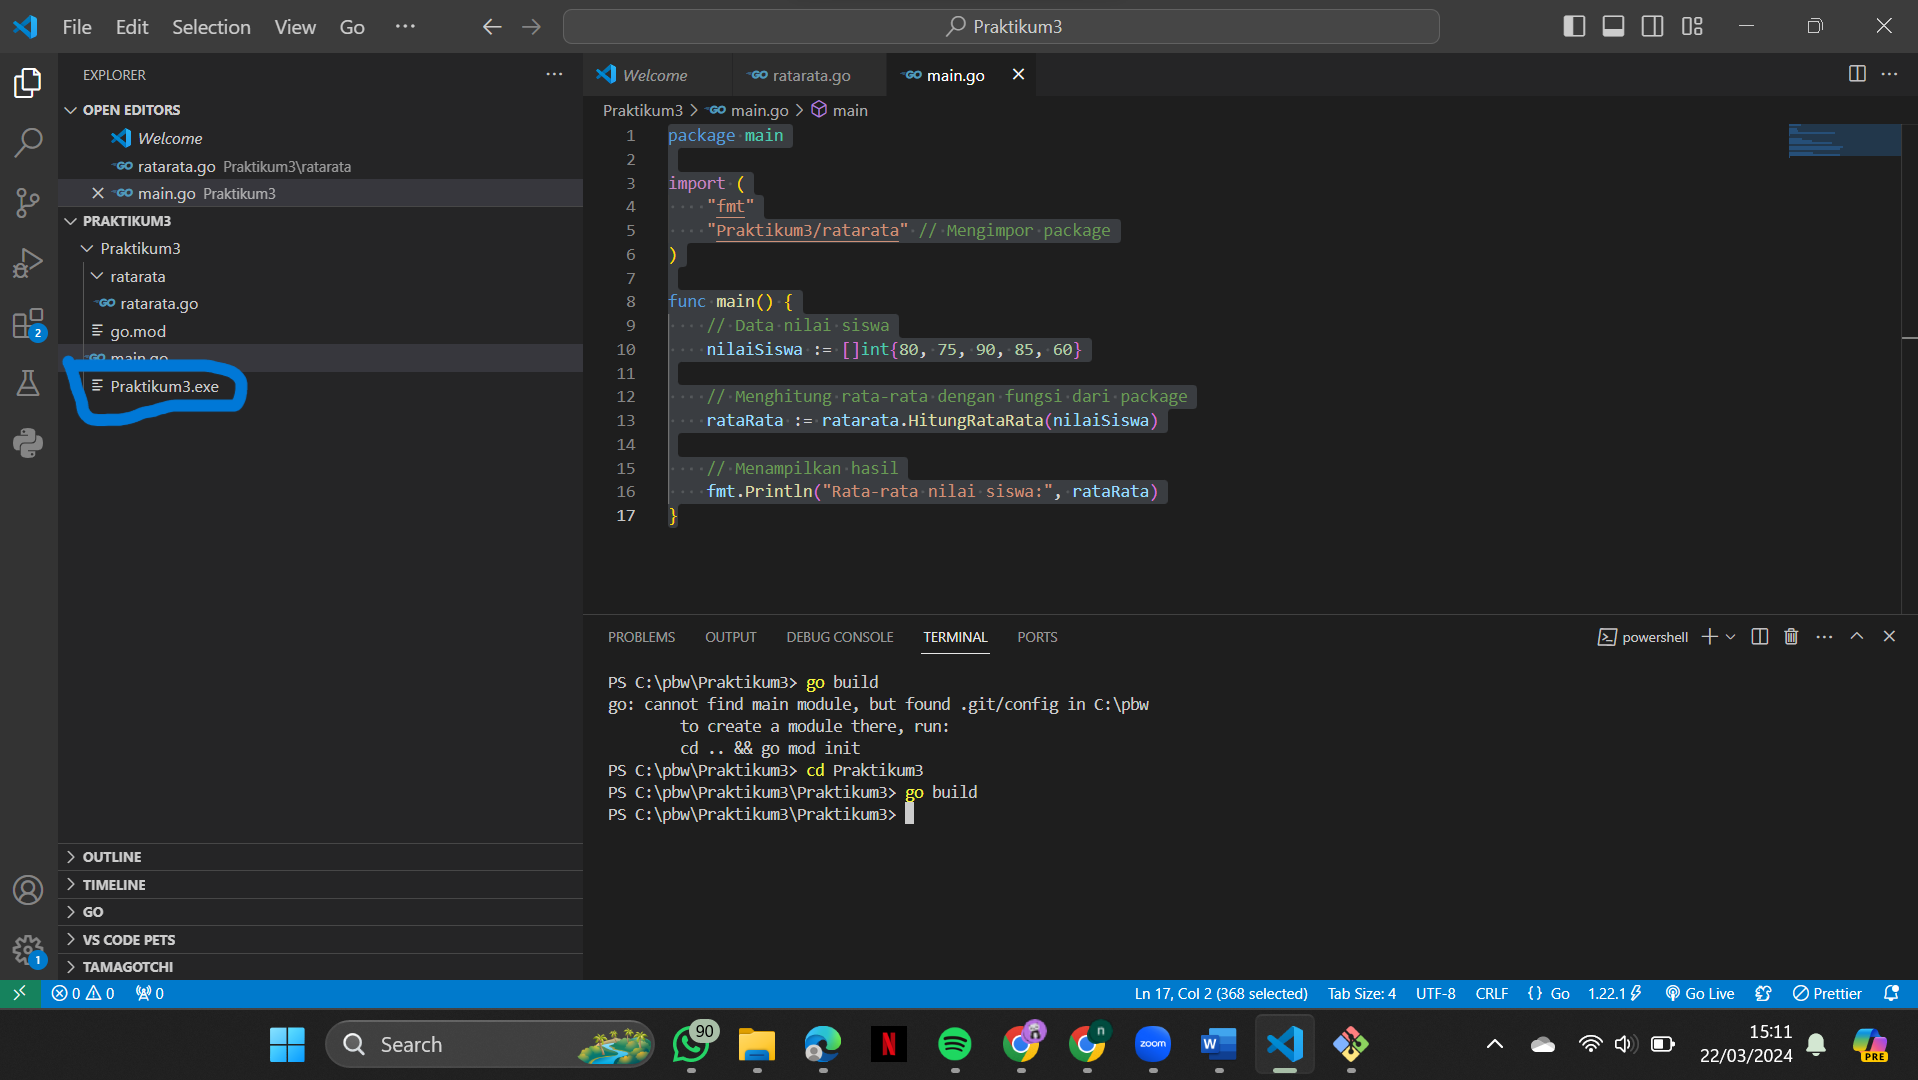 File Edit Selection View Go ···
Praktikum3
EXPLORER
OPEN EDITORS
Welcome
ratarata.go Praktikum3\ratarata
main.go Praktikum3
PRAKTIKUM3
Praktikum3
ratarata
ratarata.go
go.mod
main.go
Praktikum3.exe
OUTLINE
TIMELINE
GO
VS CODE PETS
TAMAGOTCHI
2
1
Welcome ratarata.go main.go
Praktikum3 > main.go > main
1 package main
2
3 import (
4 "fmt"
5 "Praktikum3/ratarata" // Mengimpor package
6 )
7
8 func main() {
9 // Data nilai siswa
10 nilaiSiswa := []int{80, 75, 90, 85, 60}
11
12 // Menghitung rata-rata dengan fungsi dari package
13 rataRata := ratarata.HitungRataRata(nilaiSiswa)
14
15 // Menampilkan hasil
16 fmt.Println("Rata-rata nilai siswa:", rataRata)
17 }
PROBLEMS OUTPUT DEBUG CONSOLE TERMINAL PORTS
powershell
PS C:\pbw\Praktikum3> go build
go: cannot find main module, but found .git/config in C:\pbw
to create a module there, run:
cd .. && go mod init
PS C:\pbw\Praktikum3> cd Praktikum3
PS C:\pbw\Praktikum3\Praktikum3> go build
PS C:\pbw\Praktikum3\Praktikum3>
0 0 0
Ln 17, Col 2 (368 selected) Tab Size: 4 UTF-8 CRLF {} Go 1.22.1 Go Live Prettier
Search
90
N
n
zoom
W
15:11
22/03/2024
PRE